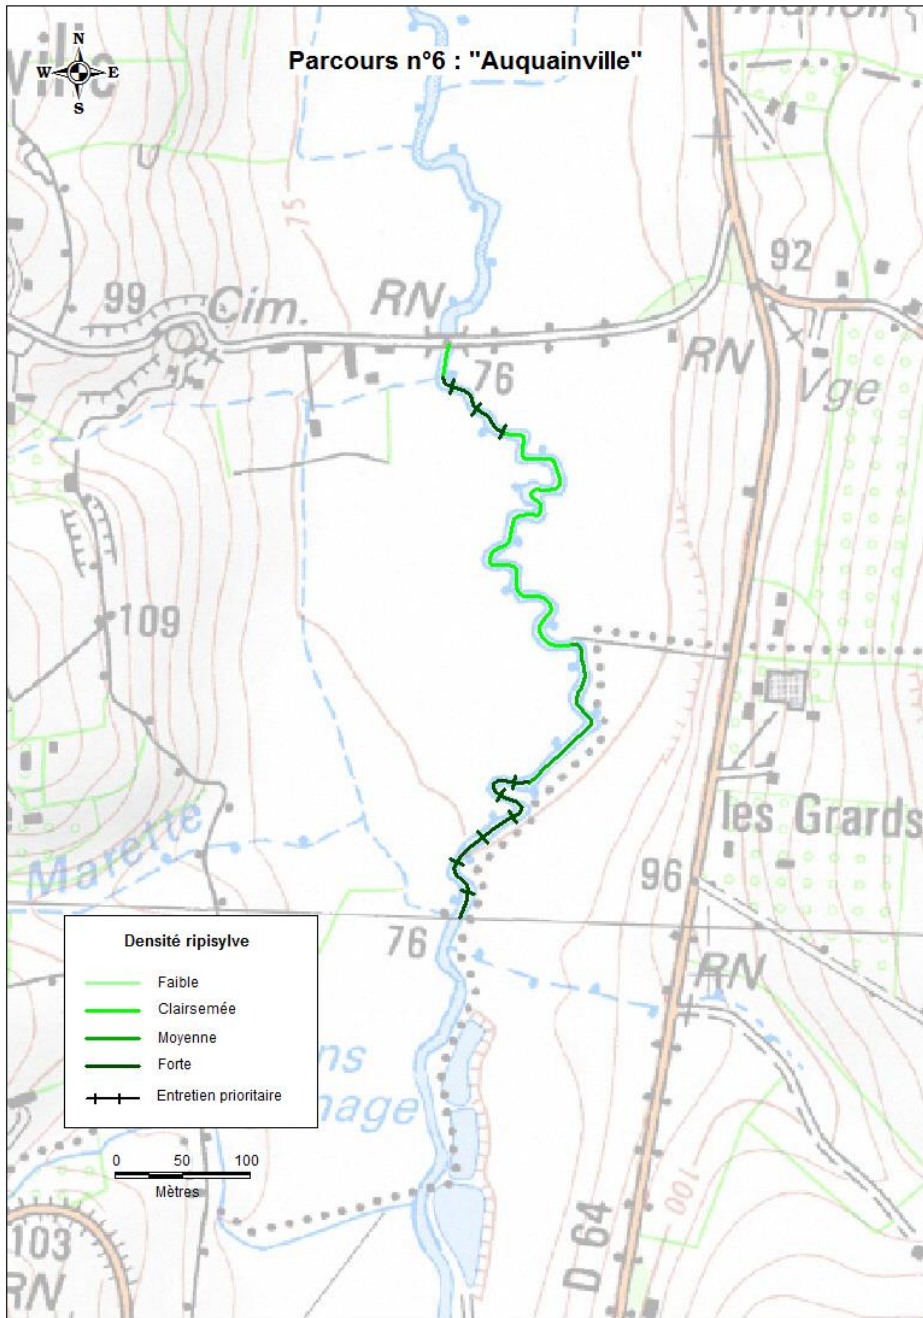 Parcours n°6 : "Auquainville"
N
W E
S
75
92
99
Cim.
RN
76
RN
Vge
109
les Grards
Marette
96
76
RN
Densité ripisylve
Faible
Clairsemée
Moyenne
Forte
Entretien prioritaire
0 50 100
Mètres
100
103
RN
D 64